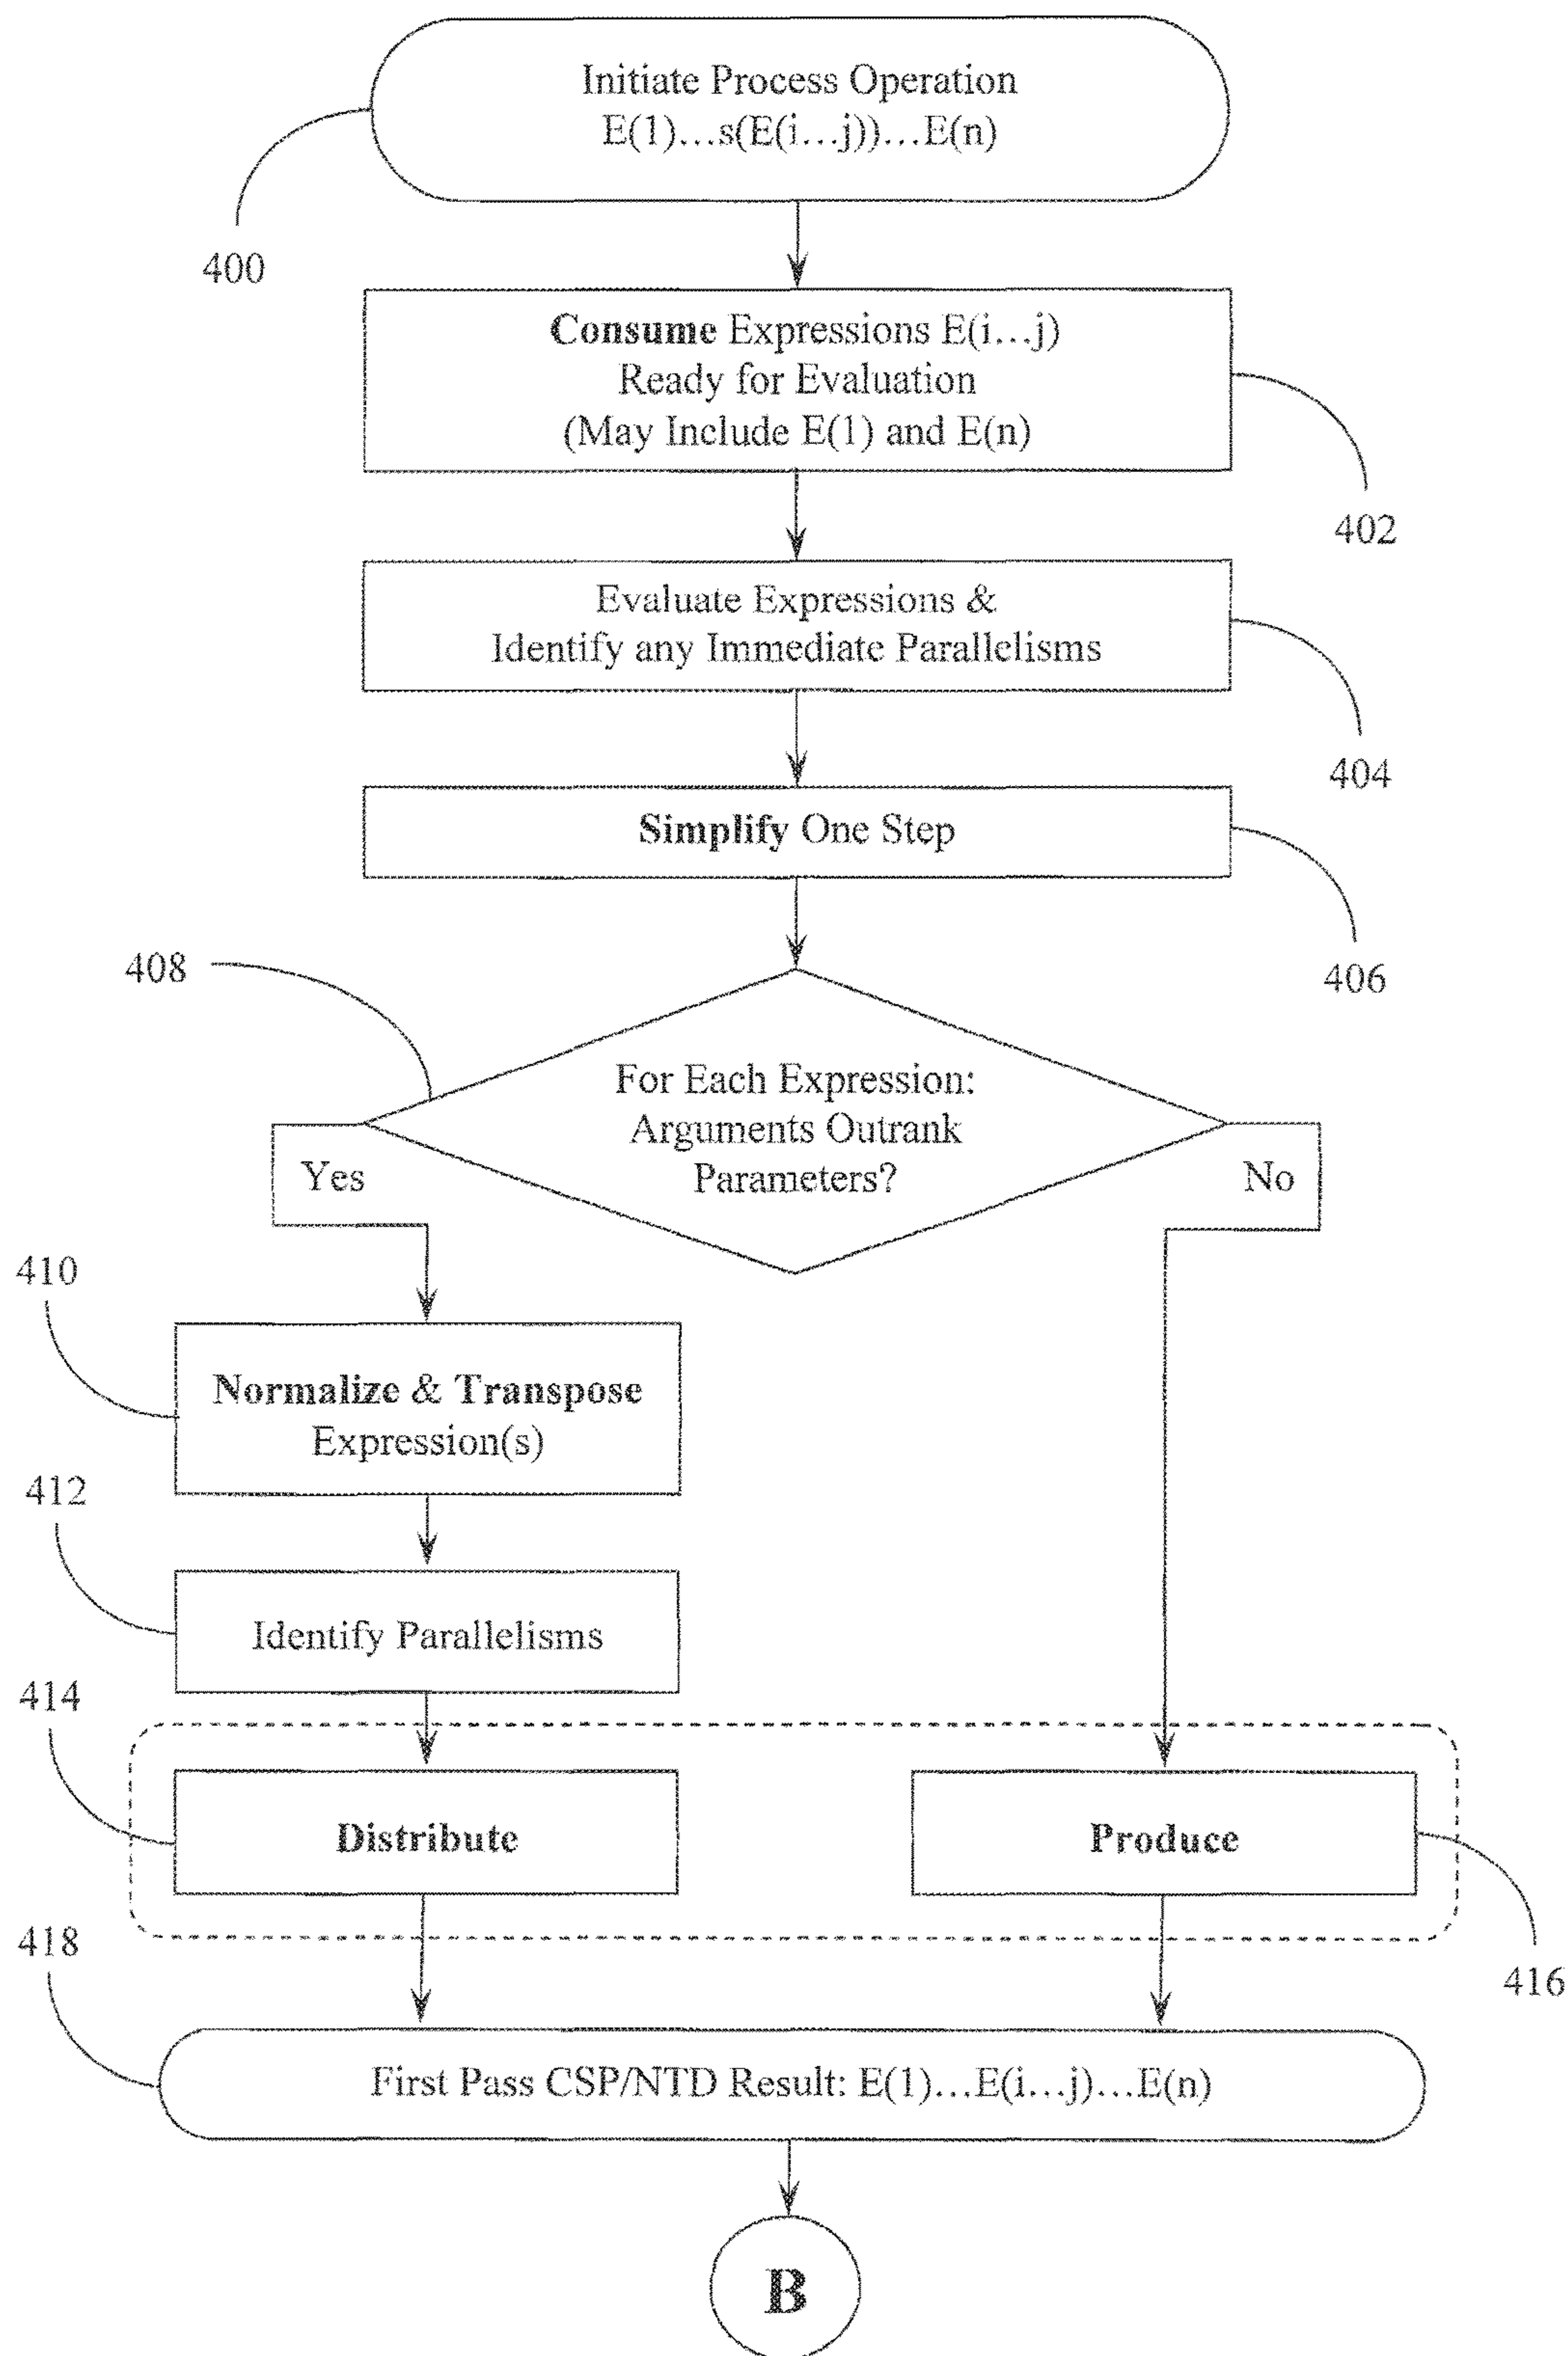 Initiate Process Operation
E(1)...s(E(i...j))...E(n)
400
Consume Expressions E(i...j)
Ready for Evaluation
(May Include E(1) and E(n)
402
Evaluate Expressions &
Identify any Immediate Parallelisms
404
Simplify One Step
406
408
For Each Expression:
Arguments Outrank
Parameters?
Yes
No
410
Normalize & Transpose
Expression(s)
412
Identify Parallelisms
414
Distribute
Produce
416
418
First Pass CSP/NTD Result: E(1)...E(i...j)...E(n)
B